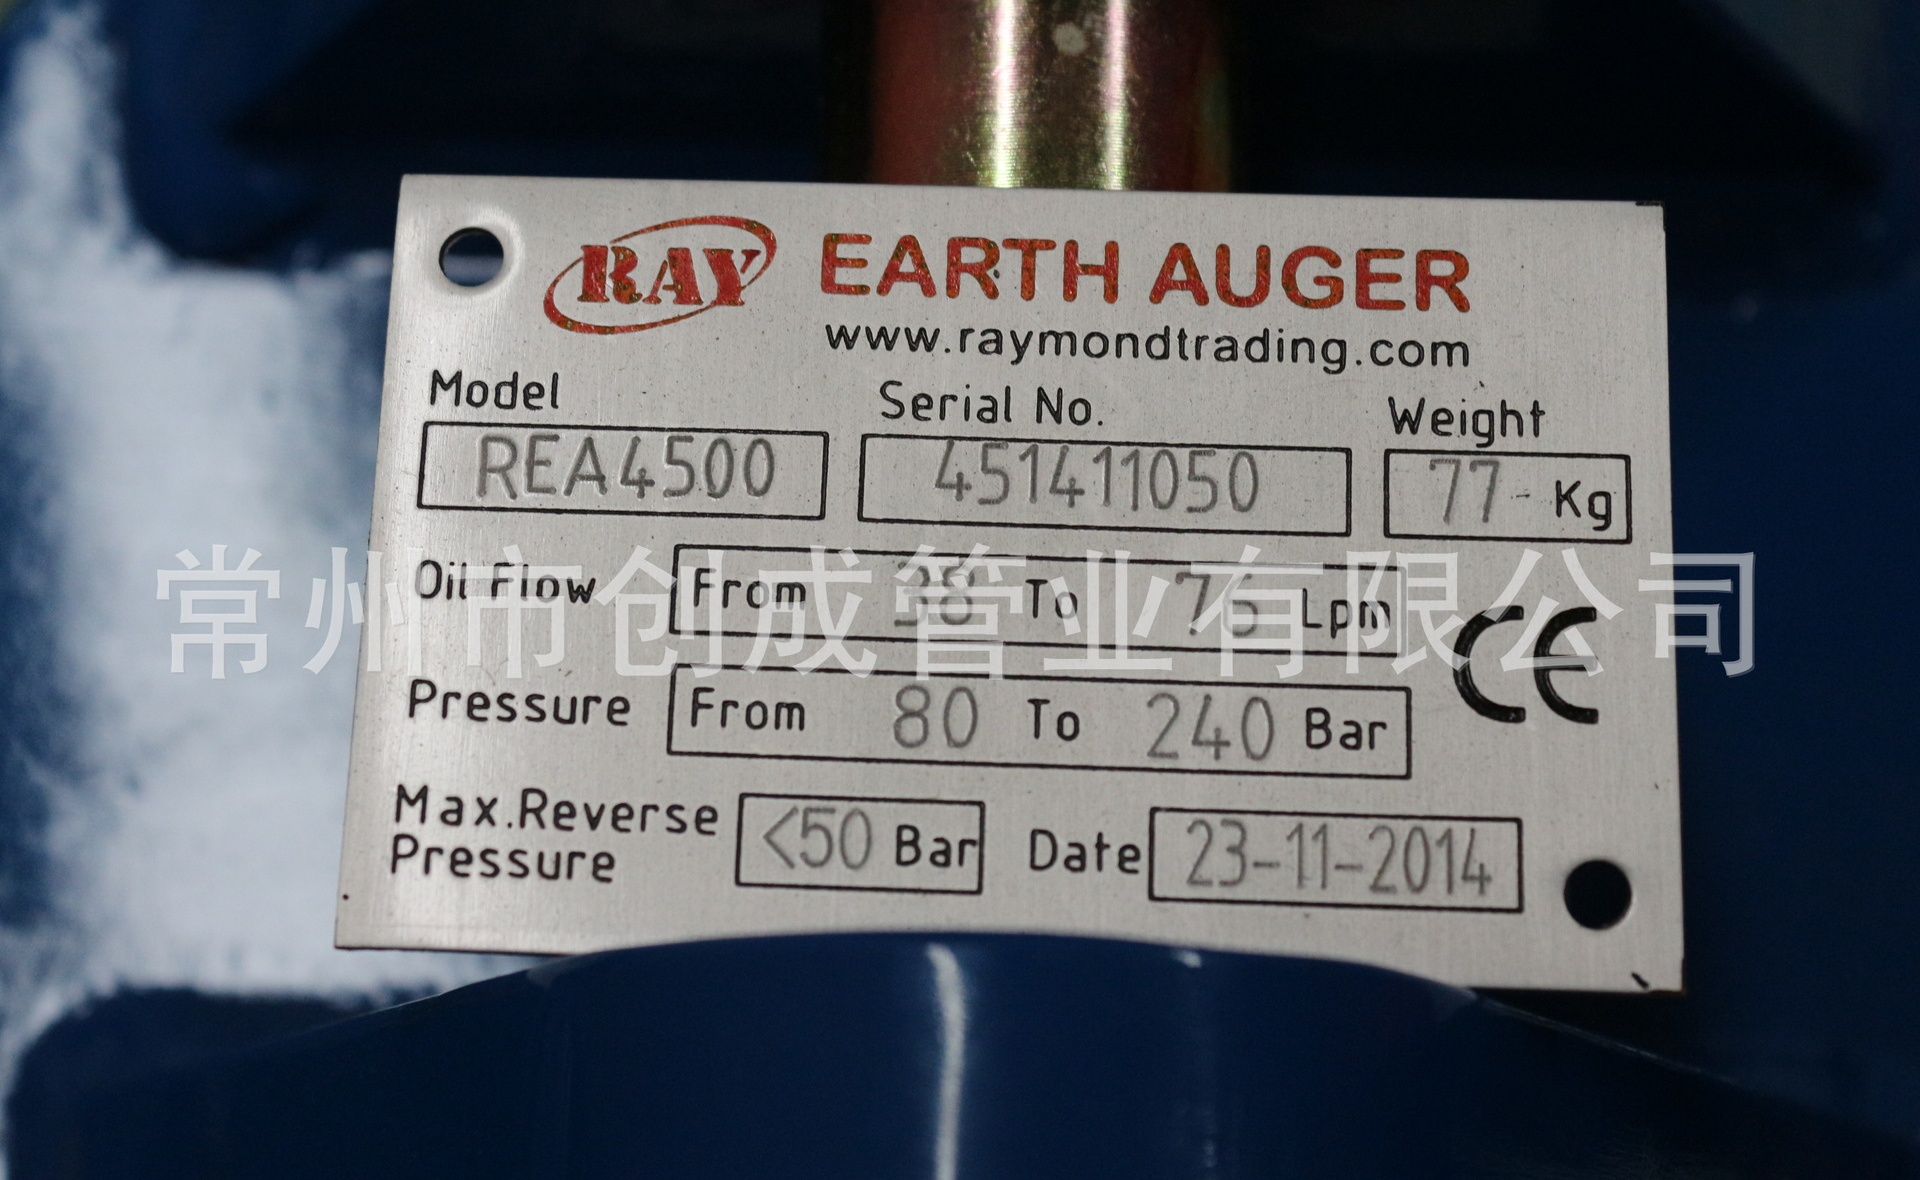 RAY EARTH AUGER
www.raymondtrading.com
Model Serial No. Weight
REA4500 451411050 77 Kg
Oil Flow From 38 To 76 Lpm
常州市创成管业有限公司
CE
Pressure From 80 To 240 Bar
Max.Reverse
Pressure <50 Bar Date 23-11-2014